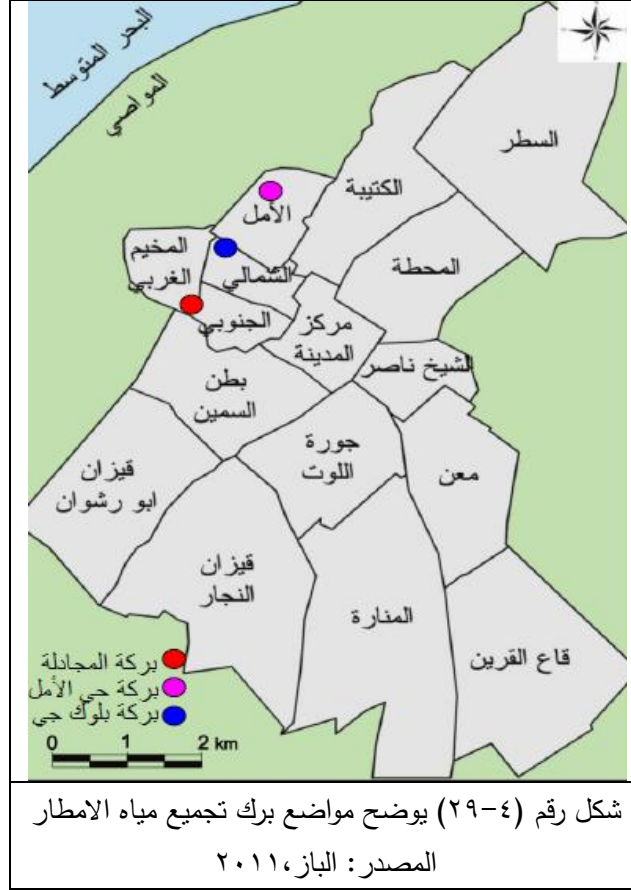 البحر المتوسط
المواصي
السطر
الكتيبة
الأمل
المحطة
المخيم
الغربي
الشمالي
الجنوبي
مركز
المدينة
الشيخ ناصر
بطن
السمين
جورة
اللوت
معن
قيزان
ابو رشوان
قيزان
النجار
المنارة
قاع القرين
بركة المجادلة
بركة حي الأمل
بركة بلوك جي
0 1 2 km
شكل رقم (٤-٢٩) يوضح مواضع برك تجميع مياه الامطار
المصدر: الباز،٢٠١١